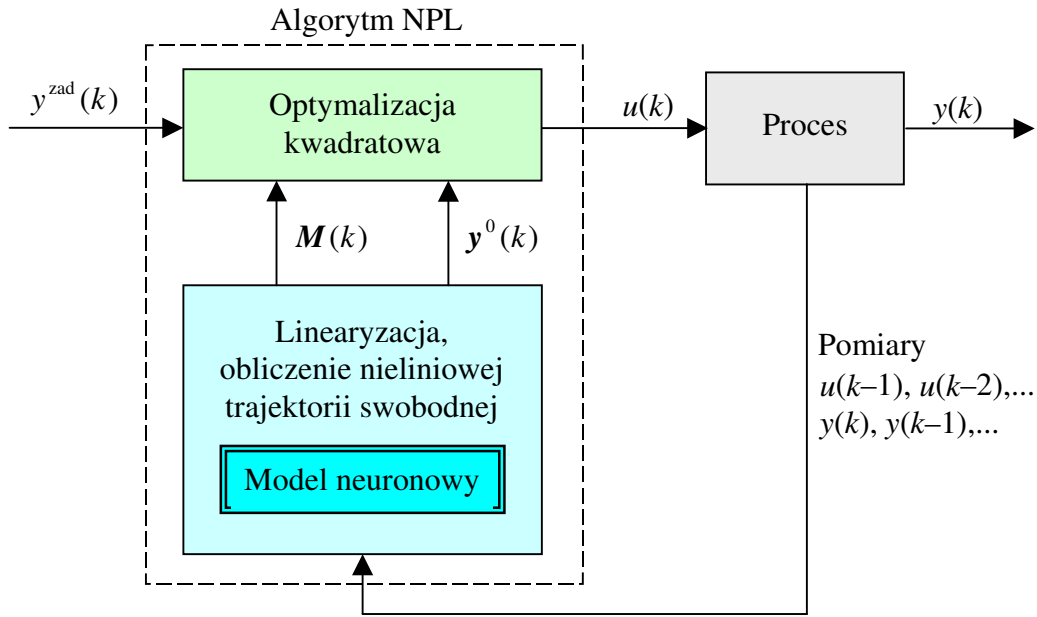 Algorytm NPL
y^zad(k)
Optymalizacja
kwadratowa
u(k)
Proces
y(k)
M(k)
y^0(k)
Linearyzacja,
obliczenie nieliniowej
trajektorii swobodnej
Model neuronowy
Pomiary
u(k–1), u(k–2),...
y(k), y(k–1),...